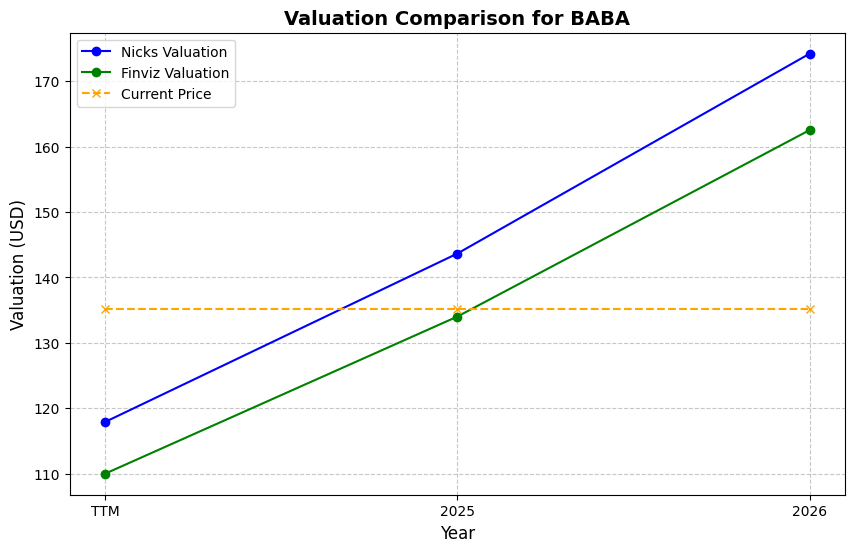 Valuation Comparison for BABA
Nicks Valuation
Finviz Valuation
Current Price
Valuation (USD)
170
160
150
140
130
120
110
TTM
2025
2026
Year